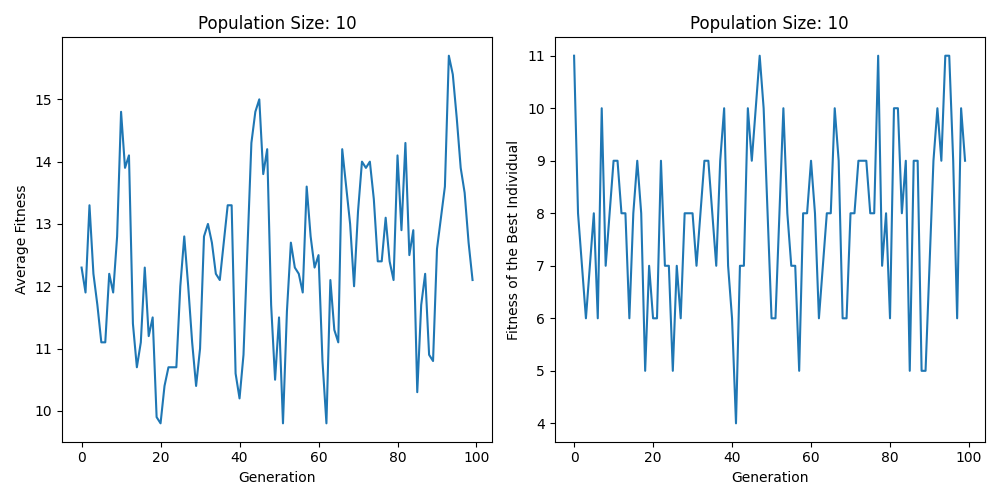 Population Size: 10
Average Fitness
15
14
13
12
11
10
0 20 40 60 80 100
Generation
Population Size: 10
Fitness of the Best Individual
11
10
9
8
7
6
5
4
0 20 40 60 80 100
Generation